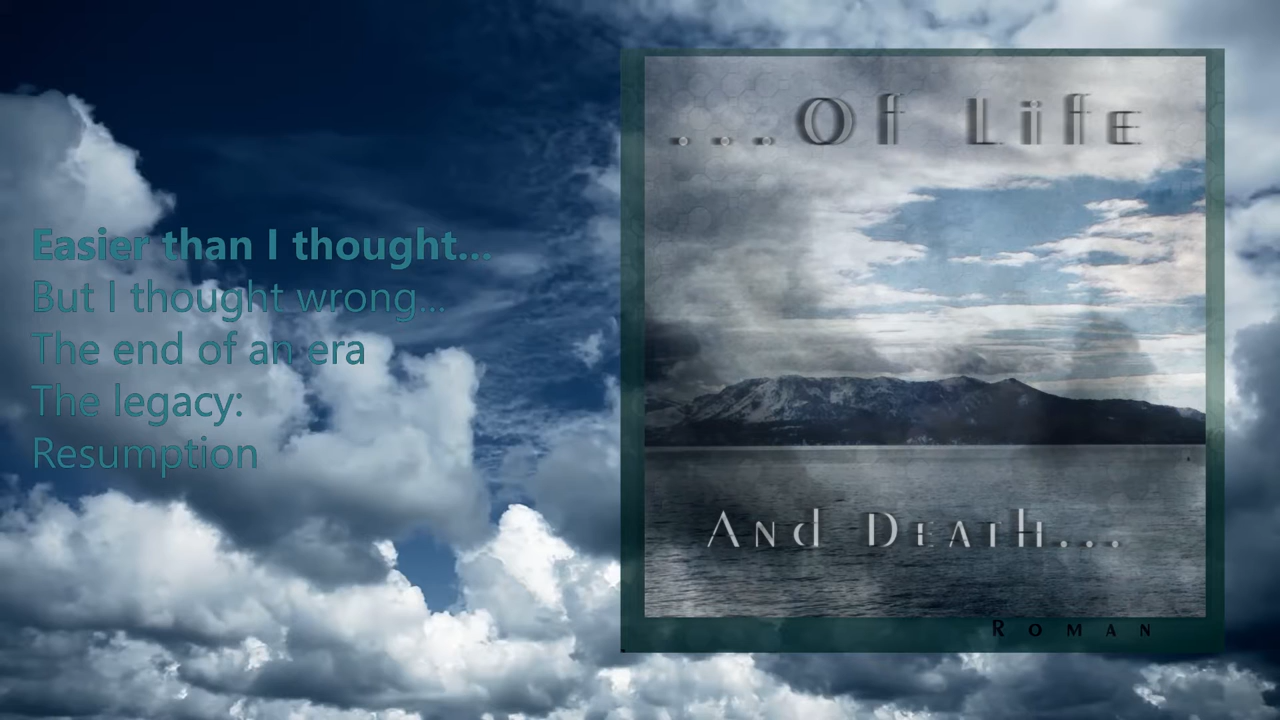 Easier than I thought...
But I thought wrong...
The end of an era
The legacy:
Resumption
...Of Life
And Death...
Roman